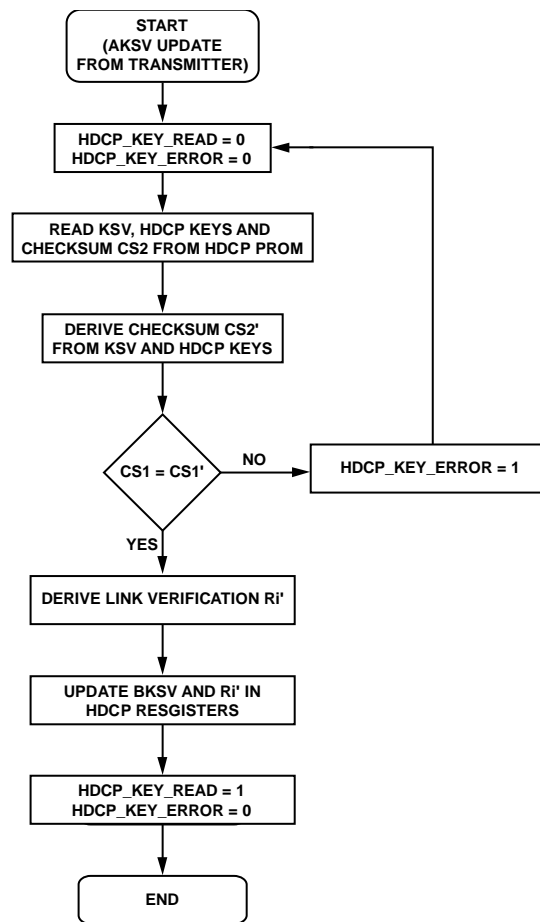 START
(AKSV UPDATE
FROM TRANSMITTER)
HDCP_KEY_READ = 0
HDCP_KEY_ERROR = 0
READ KSV, HDCP KEYS AND
CHECKSUM CS2 FROM HDCP PROM
DERIVE CHECKSUM CS2'
FROM KSV AND HDCP KEYS
CS1 = CS1'
NO
HDCP_KEY_ERROR = 1
YES
DERIVE LINK VERIFICATION Ri'
UPDATE BKSV AND Ri' IN
HDCP RESGISTERS
HDCP_KEY_READ = 1
HDCP_KEY_ERROR = 0
END